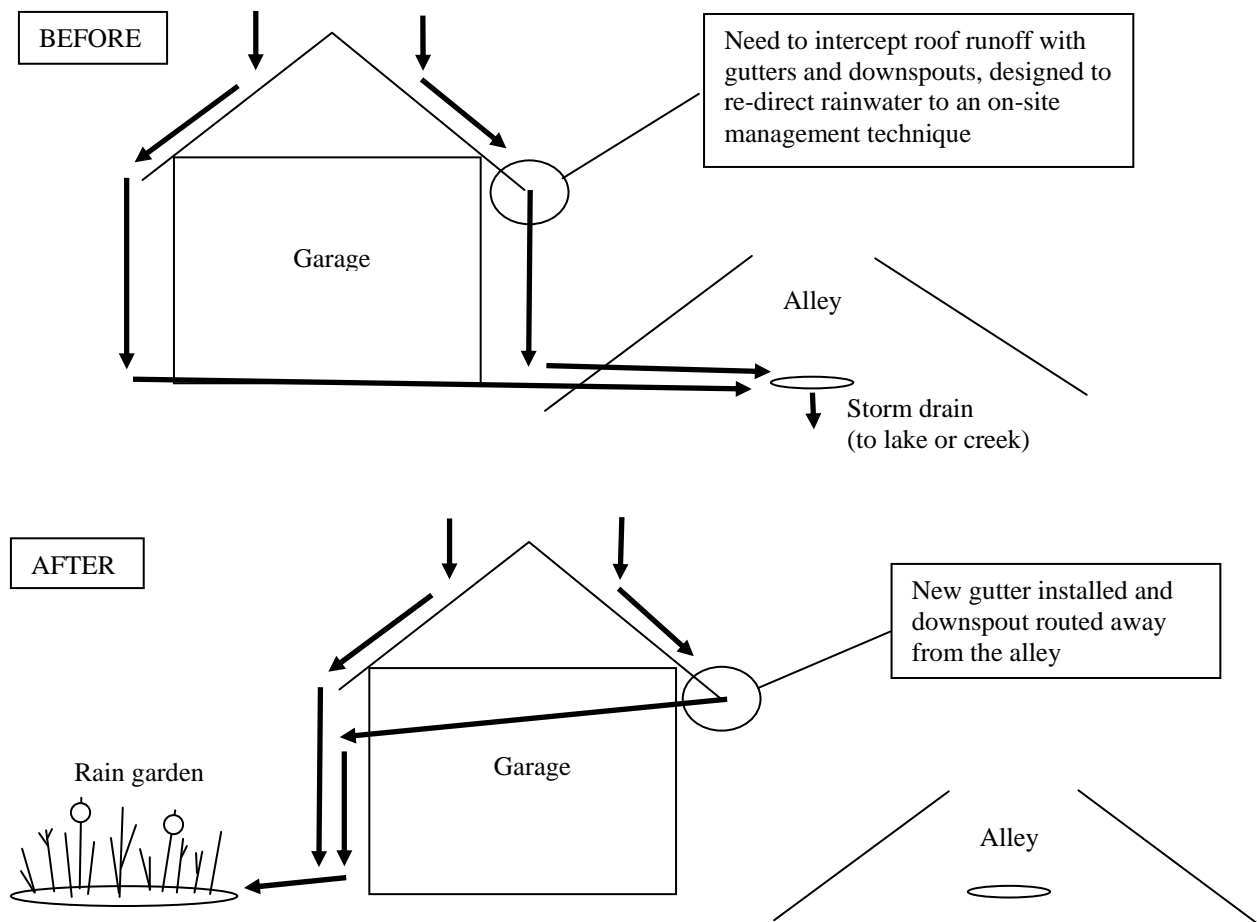 BEFORE
Need to intercept roof runoff with
gutters and downspouts, designed to
re-direct rainwater to an on-site
management technique
Garage
Alley
Storm drain
(to lake or creek)
AFTER
New gutter installed and
downspout routed away
from the alley
Rain garden
Garage
Alley